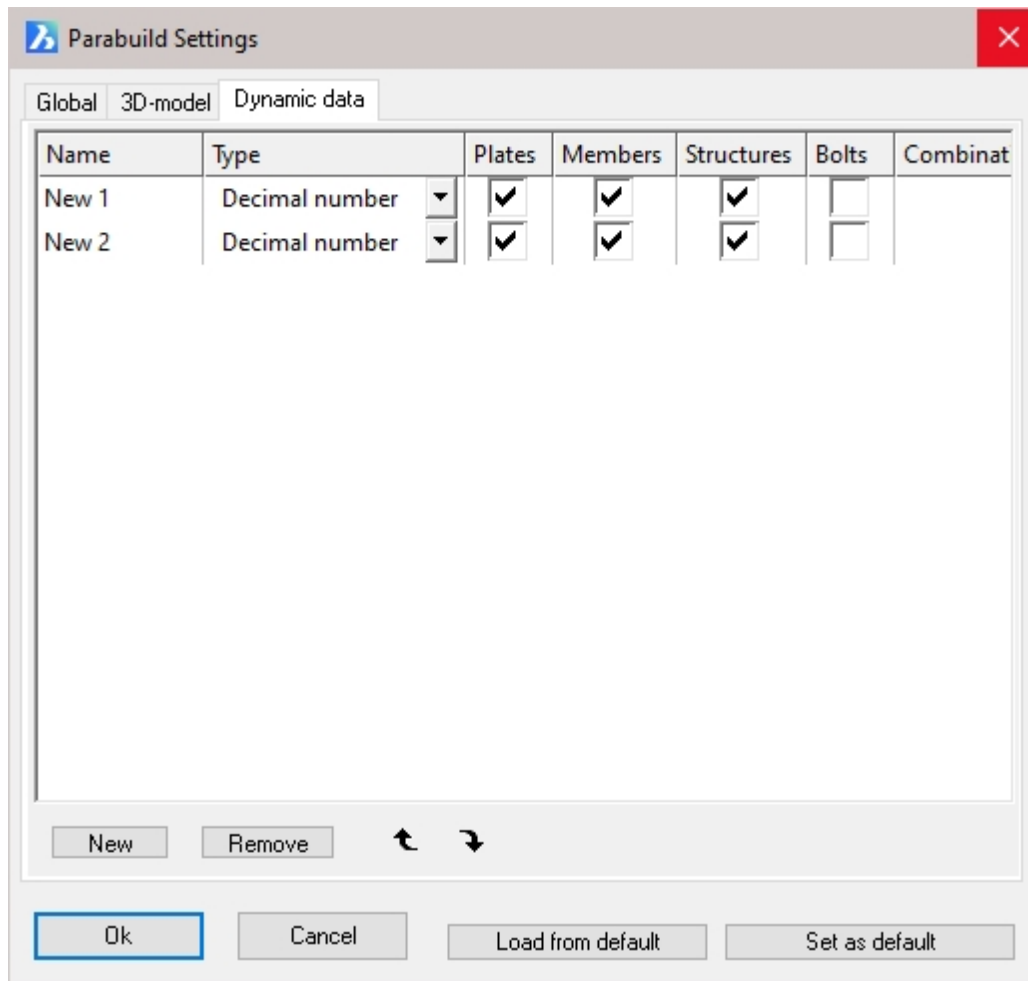 Parabuild Settings
Global 3D-model Dynamic data
Name Type Plates Members Structures Bolts Combinat
New 1 Decimal number
New 2 Decimal number
New Remove
Ok Cancel Load from default Set as default